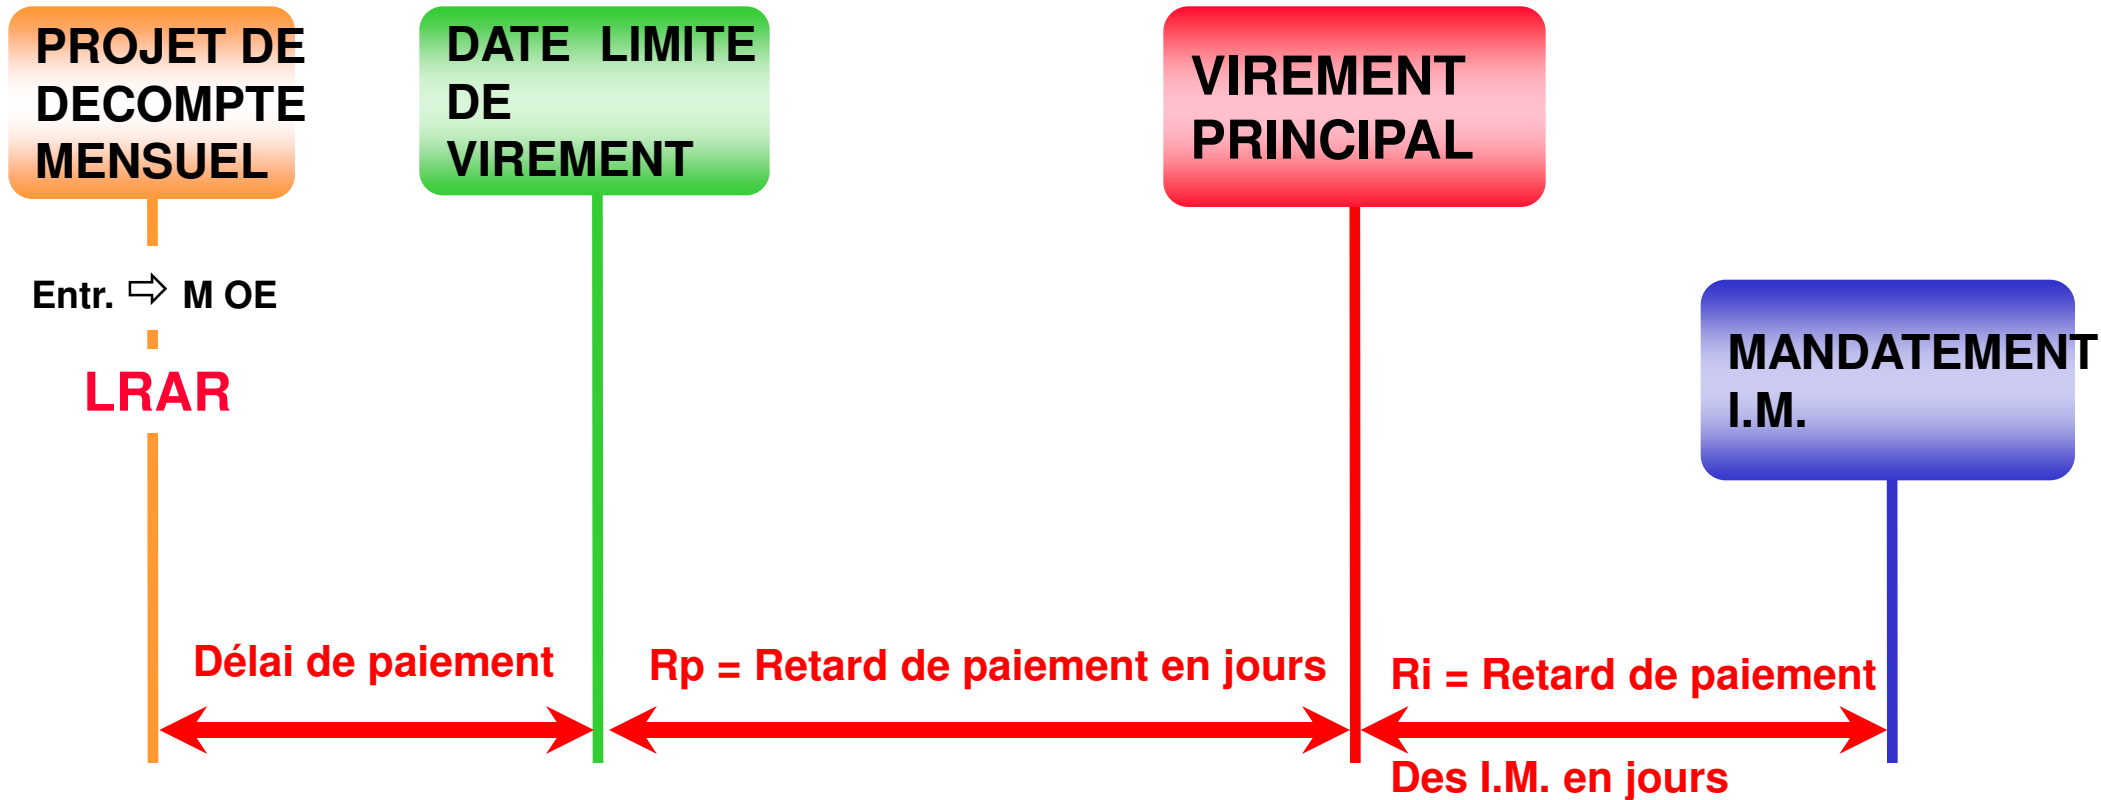 PROJET DE
DECOMPTE
MENSUEL
DATE LIMITE
DE
VIREMENT
VIREMENT
PRINCIPAL
Entr. ⇨ M OE
LRAR
MANDATEMENT
I.M.
Délai de paiement
Rp = Retard de paiement en jours
Ri = Retard de paiement
Des I.M. en jours